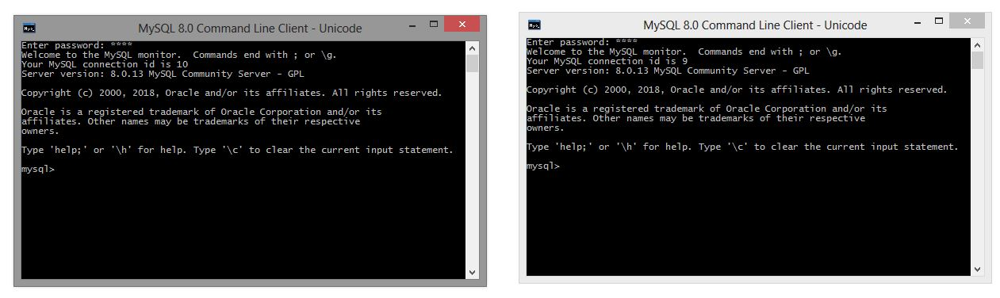 MySQL 8.0 Command Line Client - Unicode
Enter password: ****
Welcome to the MySQL monitor.  Commands end with ; or \g.
Your MySQL connection id is 10
Server version: 8.0.13 MySQL Community Server - GPL
Copyright (c) 2000, 2018, Oracle and/or its affiliates. All rights reserved.
Oracle is a registered trademark of Oracle Corporation and/or its
affiliates. Other names may be trademarks of their respective
owners.
Type 'help;' or '\h' for help. Type '\c' to clear the current input statement.
mysql>
MySQL 8.0 Command Line Client - Unicode
Enter password: ****
Welcome to the MySQL monitor.  Commands end with ; or \g.
Your MySQL connection id is 9
Server version: 8.0.13 MySQL Community Server - GPL
Copyright (c) 2000, 2018, Oracle and/or its affiliates. All rights reserved.
Oracle is a registered trademark of Oracle Corporation and/or its
affiliates. Other names may be trademarks of their respective
owners.
Type 'help;' or '\h' for help. Type '\c' to clear the current input statement.
mysql>